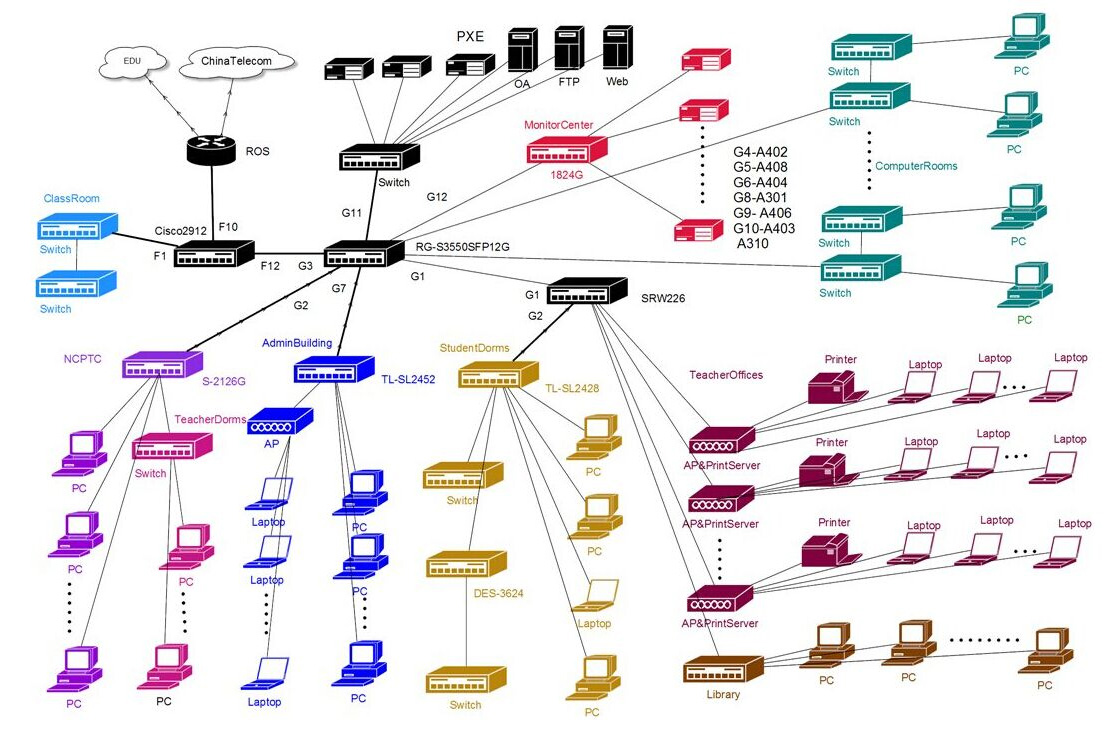 PXE
EDU
ChinaTelecom
OA
FTP
Web
Switch
PC
MonitorCenter
Switch
ROS
Switch
1824G
G4-A402
G5-A408
G6-A404
G8-A301
G9- A406
G10-A403
A310
PC
ComputerRooms
ClassRoom
G12
G11
Switch
PC
Cisco2912
F10
Switch
F1
F12
G3
RG-S3550SFP12G
G1
Switch
PC
Switch
G2
G7
G1
G2
SRW226
NCPTC
S-2126G
AdminBuilding
TL-SL2452
StudentDorms
TL-SL2428
TeacherOffices
Printer
Laptop
Laptop
Laptop
TeacherDorms
AP
Switch
PC
AP&PrintServer
Printer
Laptop
Laptop
Laptop
PC
Switch
Laptop
PC
AP&PrintServer
Printer
Laptop
Laptop
Laptop
PC
PC
Laptop
PC
PC
DES-3624
Laptop
AP&PrintServer
PC
PC
Laptop
PC
Switch
PC
Library
PC
PC
PC